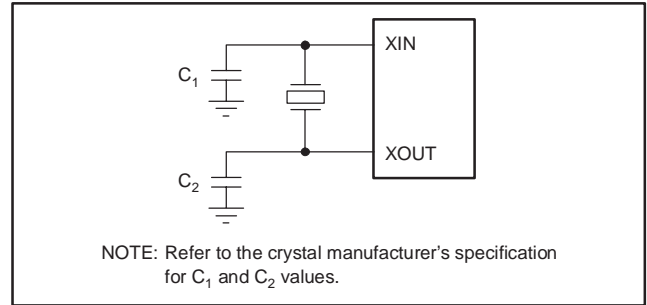 XIN
C1
XOUT
C2
NOTE: Refer to the crystal manufacturer’s specification
for C1 and C2 values.